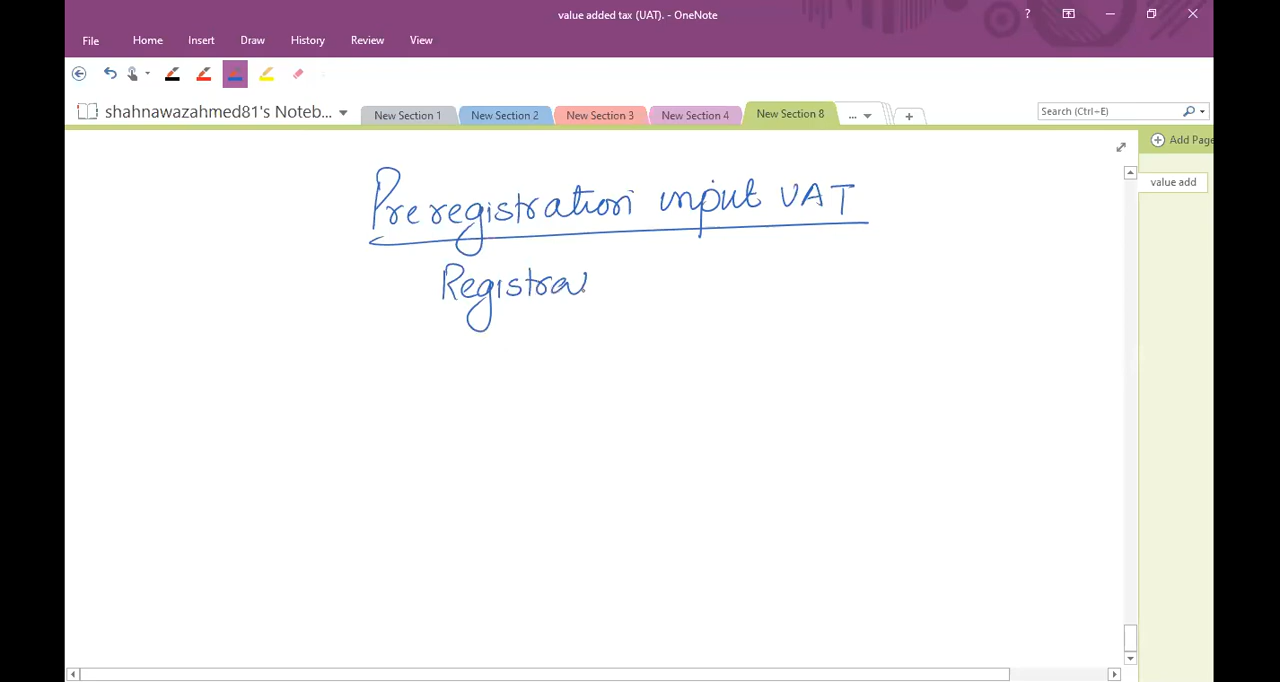 value added tax (UAT). - OneNote
?
File Home Insert Draw History Review View
shahnawazahmed81's Noteb...
New Section 1 New Section 2 New Section 3 New Section 4 New Section 8 ... +
Search (Ctrl+E)
Add Page
value add
Preregistration input VAT
Registra